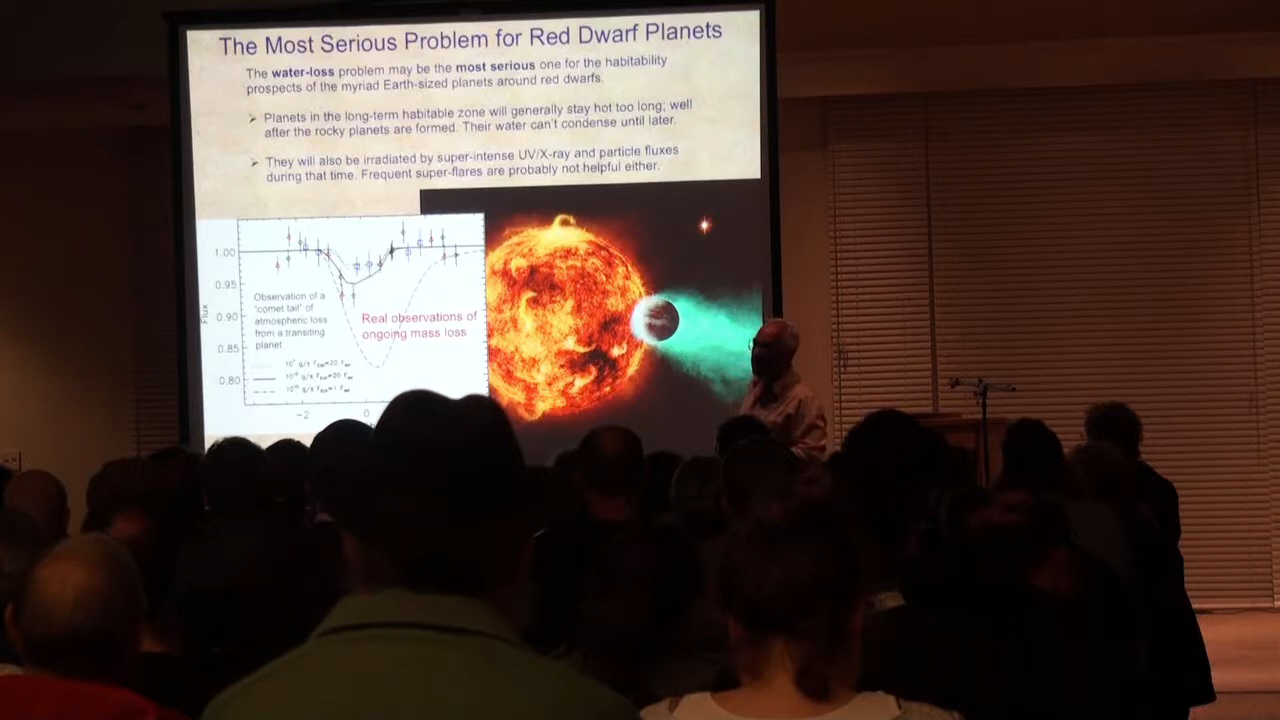 The Most Serious Problem for Red Dwarf Planets
The water-loss problem may be the most serious one for the habitability
prospects of the myriad Earth-sized planets around red dwarfs.
Planets in the long-term habitable zone will generally stay hot too long; well
after the rocky planets are formed. Their water can't condense until later.
They will also be irradiated by super-intense UV/X-ray and particle fluxes
during that time. Frequent super-flares are probably not helpful either.
1.00
0.95
0.90
0.85
0.80
Flux
Observation of a
"comet tail" of
atmospheric loss
from a transiting
planet
Real observations of
ongoing mass loss
-2
0